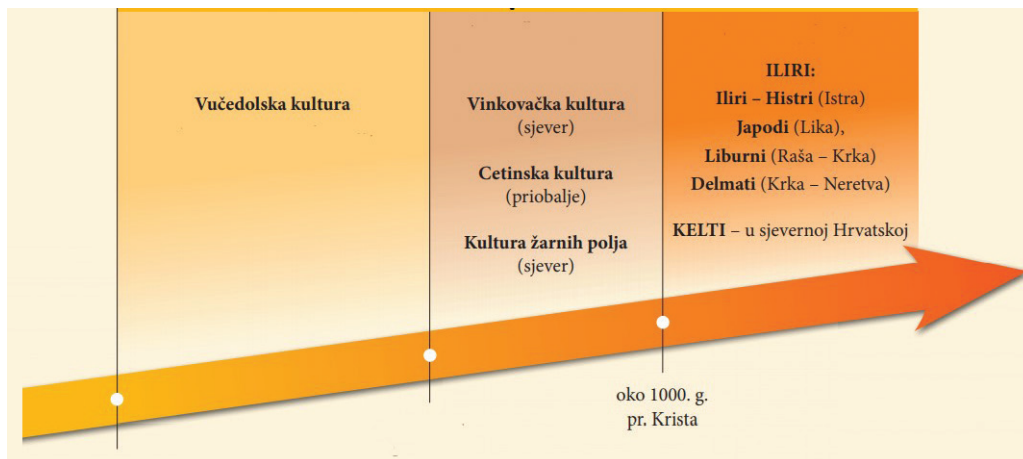 Vučedolska kultura
Vinkovačka kultura
(sjever)
Cetinska kultura
(priobalje)
Kultura žarnih polja
(sjever)
ILIRI:
Iliri – Histri (Istra)
Japodi (Lika),
Liburni (Raša – Krka)
Delmati (Krka – Neretva)
KELTI – u sjevernoj Hrvatskoj
oko 1000. g.
pr. Krista